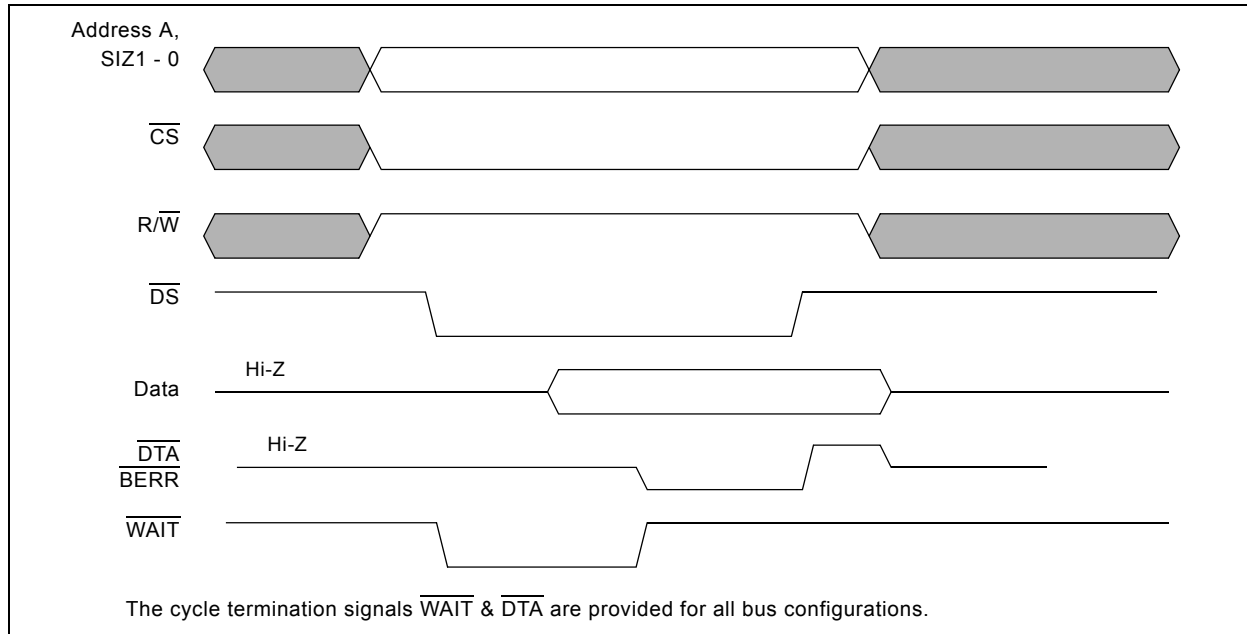 Address A,
SIZ1 - 0
CS
R/W
DS
Hi-Z
Data
Hi-Z
DTA
BERR
WAIT
The cycle termination signals WAIT & DTA are provided for all bus configurations.